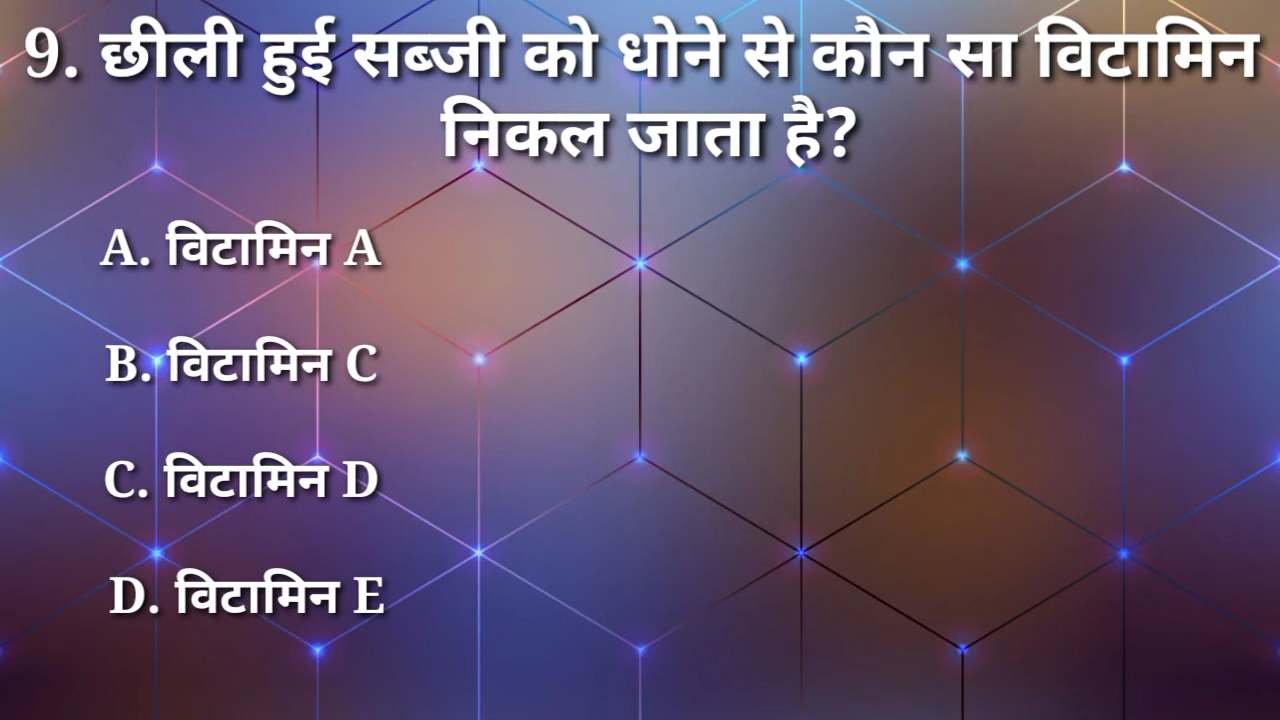 9. छीली हुई सब्जी को धोने से कौन सा विटामिन
निकल जाता है?
A. विटामिन A
B. विटामिन C
C. विटामिन D
D. विटामिन E